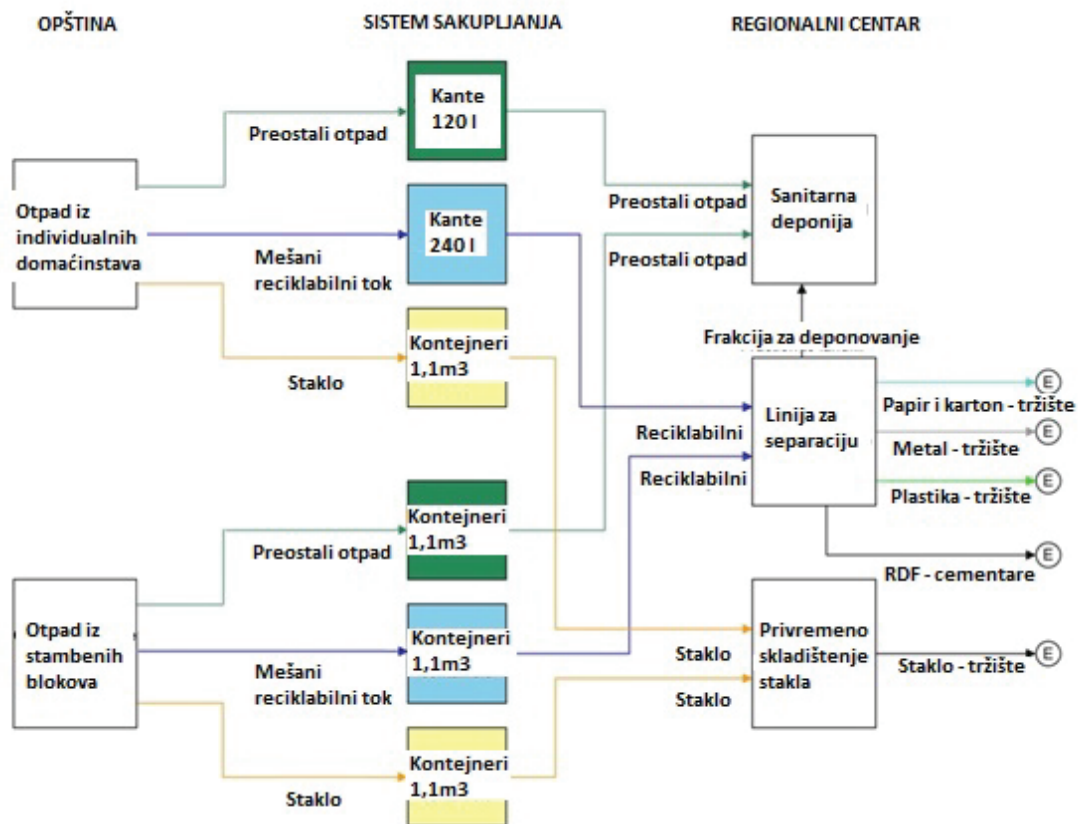 OPŠTINA
SISTEM SAKUPLJANJA
REGIONALNI CENTAR
Otpad iz
individualnih
domaćinstava
Preostali otpad
Mešani
reciklabilni tok
Staklo
Kante
120 l
Kante
240 l
Kontejneri
1,1m3
Otpad iz
stambenih
blokova
Preostali otpad
Mešani
reciklabilni tok
Staklo
Kontejneri
1,1m3
Kontejneri
1,1m3
Kontejneri
1,1m3
Preostali otpad
Preostali otpad
Sanitarna
deponija
Frakcija za deponovanje
Reciklabilni
Reciklabilni
Linija za
separaciju
Papir i karton - tržište
E
Metal - tržište
E
Plastika - tržište
E
RDF - cementare
E
Staklo
Staklo
Privremeno
skladištenje
stakla
Staklo - tržište
E